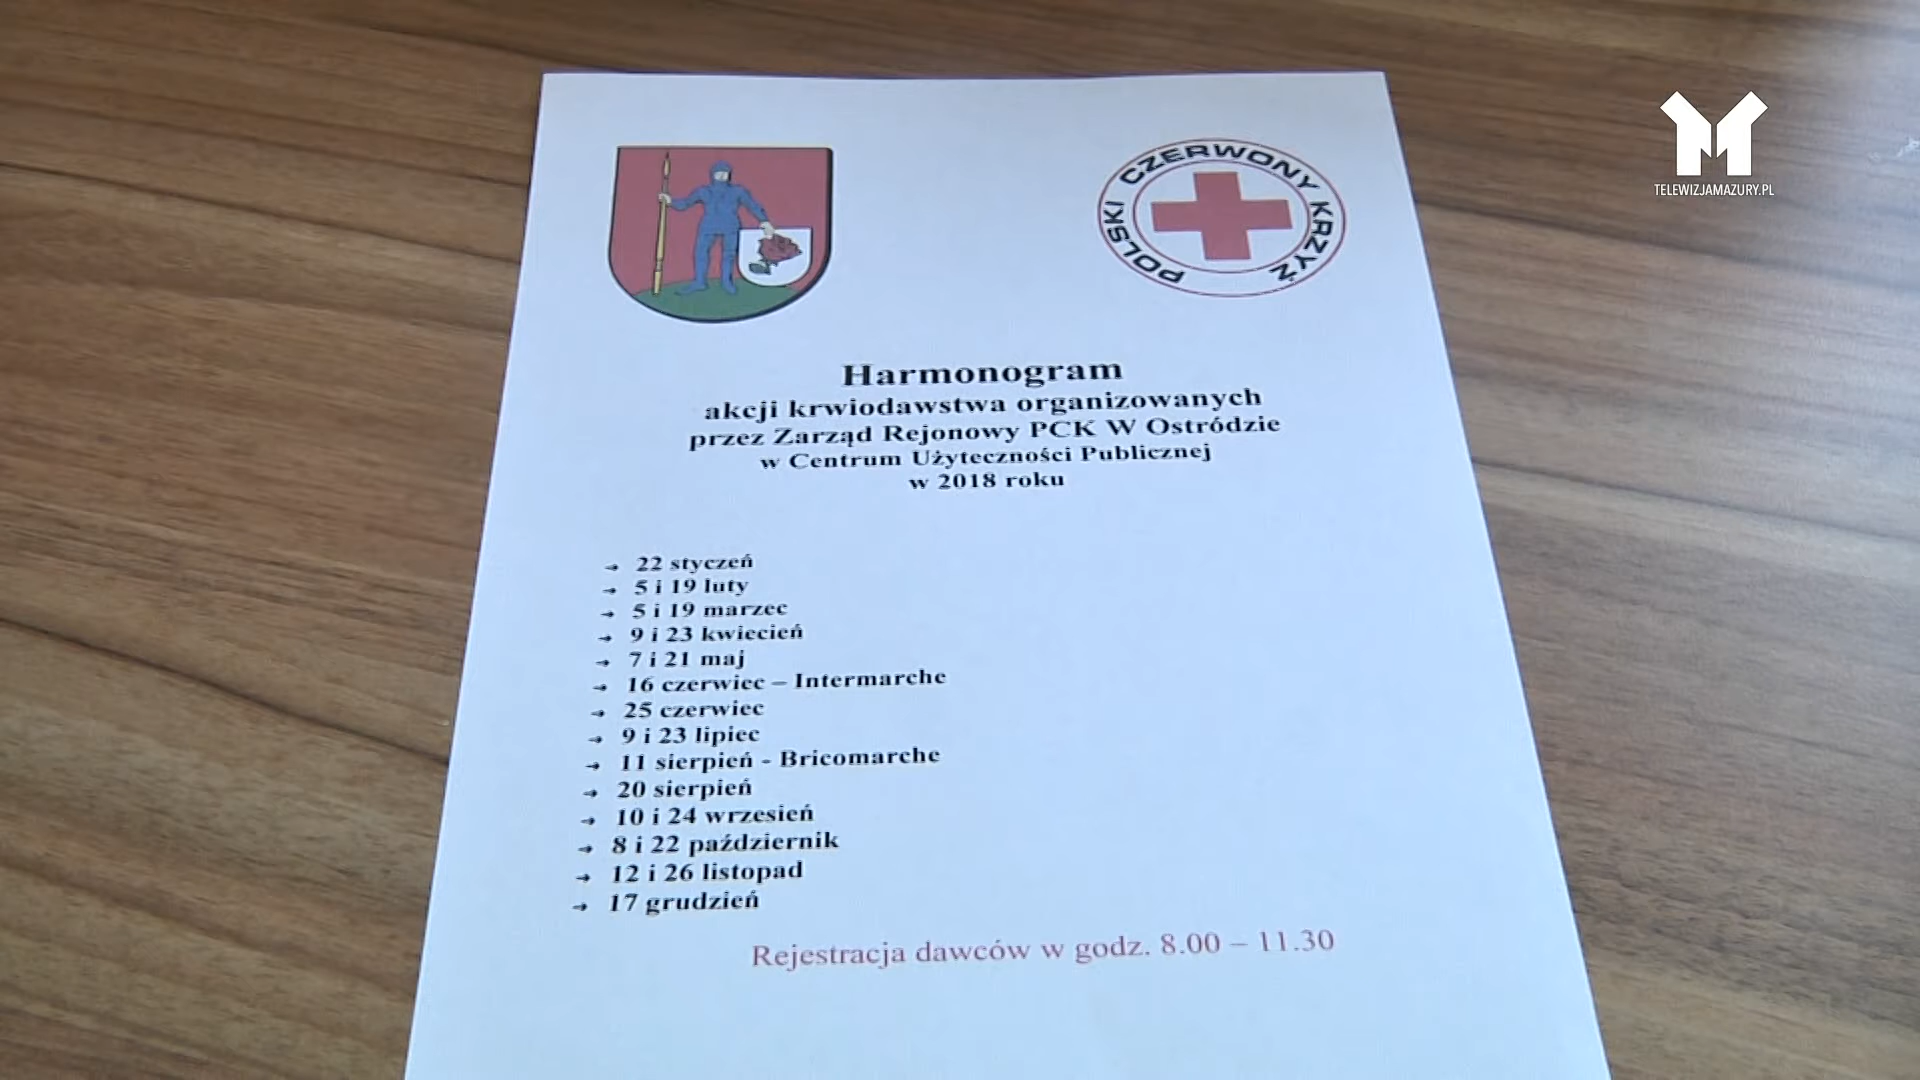 TELEWIZJAMAZURY.PL
POLSKI CZERWONY KRZYŻ
Harmonogram
akcji krwiodawstwa organizowanych
przez Zarząd Rejonowy PCK W Ostródzie
w Centrum Użyteczności Publicznej
w 2018 roku
→ 22 styczeń
→ 5 i 19 luty
→ 5 i 19 marzec
→ 9 i 23 kwiecień
→ 7 i 21 maj
→ 16 czerwiec – Intermarche
→ 25 czerwiec
→ 9 i 23 lipiec
→ 11 sierpień - Bricomarche
→ 20 sierpień
→ 10 i 24 wrzesień
→ 8 i 22 październik
→ 12 i 26 listopad
→ 17 grudzień
Rejestracja dawców w godz. 8.00 – 11.30